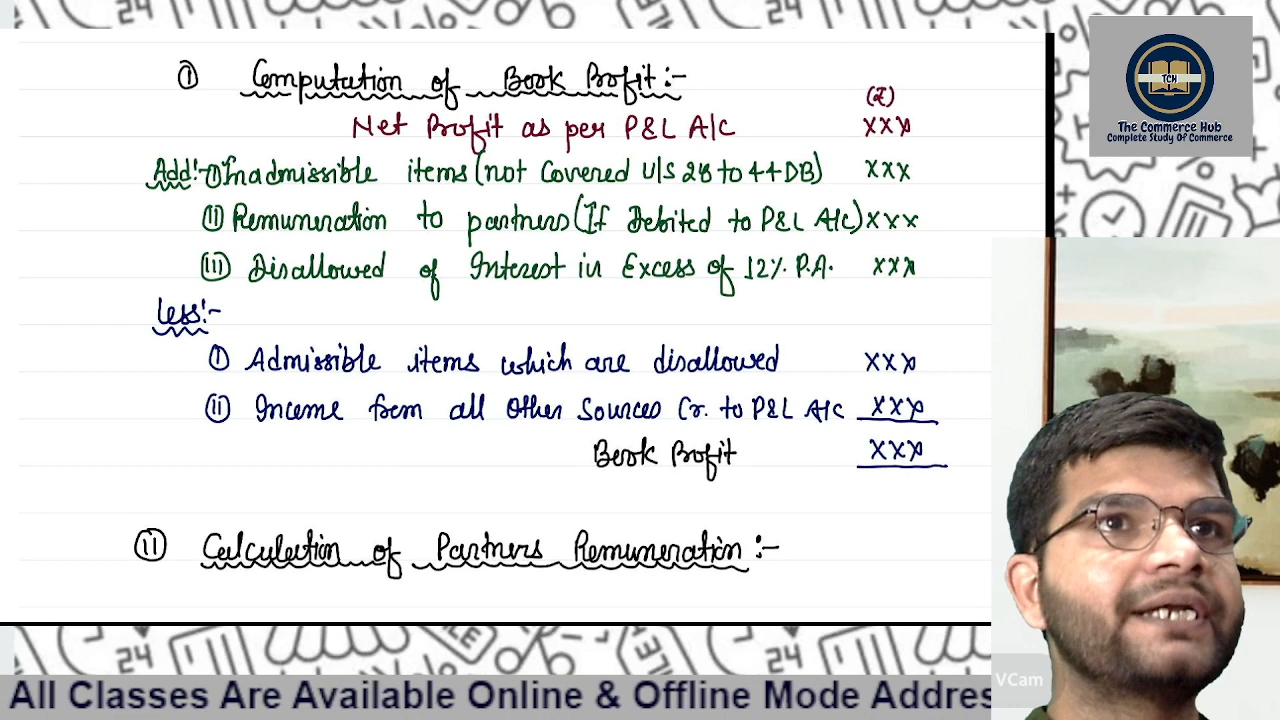 ① Computation of Book Profit:-
(₹)
Net Profit as per P&L A/C XXX
Add:- ① Inadmissible items (not Covered U/S 28 to 44DB) XXX
(II) Remuneration to partners (If Debited to P&L A/C) XXX
(III) Disallowed of Interest in Excess of 12% P.A. XXX
Less:-
① Admissible items which are disallowed XXX
(II) Income from all Other Sources Cr. to P&L A/C XXX
Book Profit XXX
(II) Calculation of Partners Remuneration :-
TCH
The Commerce Hub
Complete Study Of Commerce
VCam
All Classes Are Available Online & Offline Mode Addres